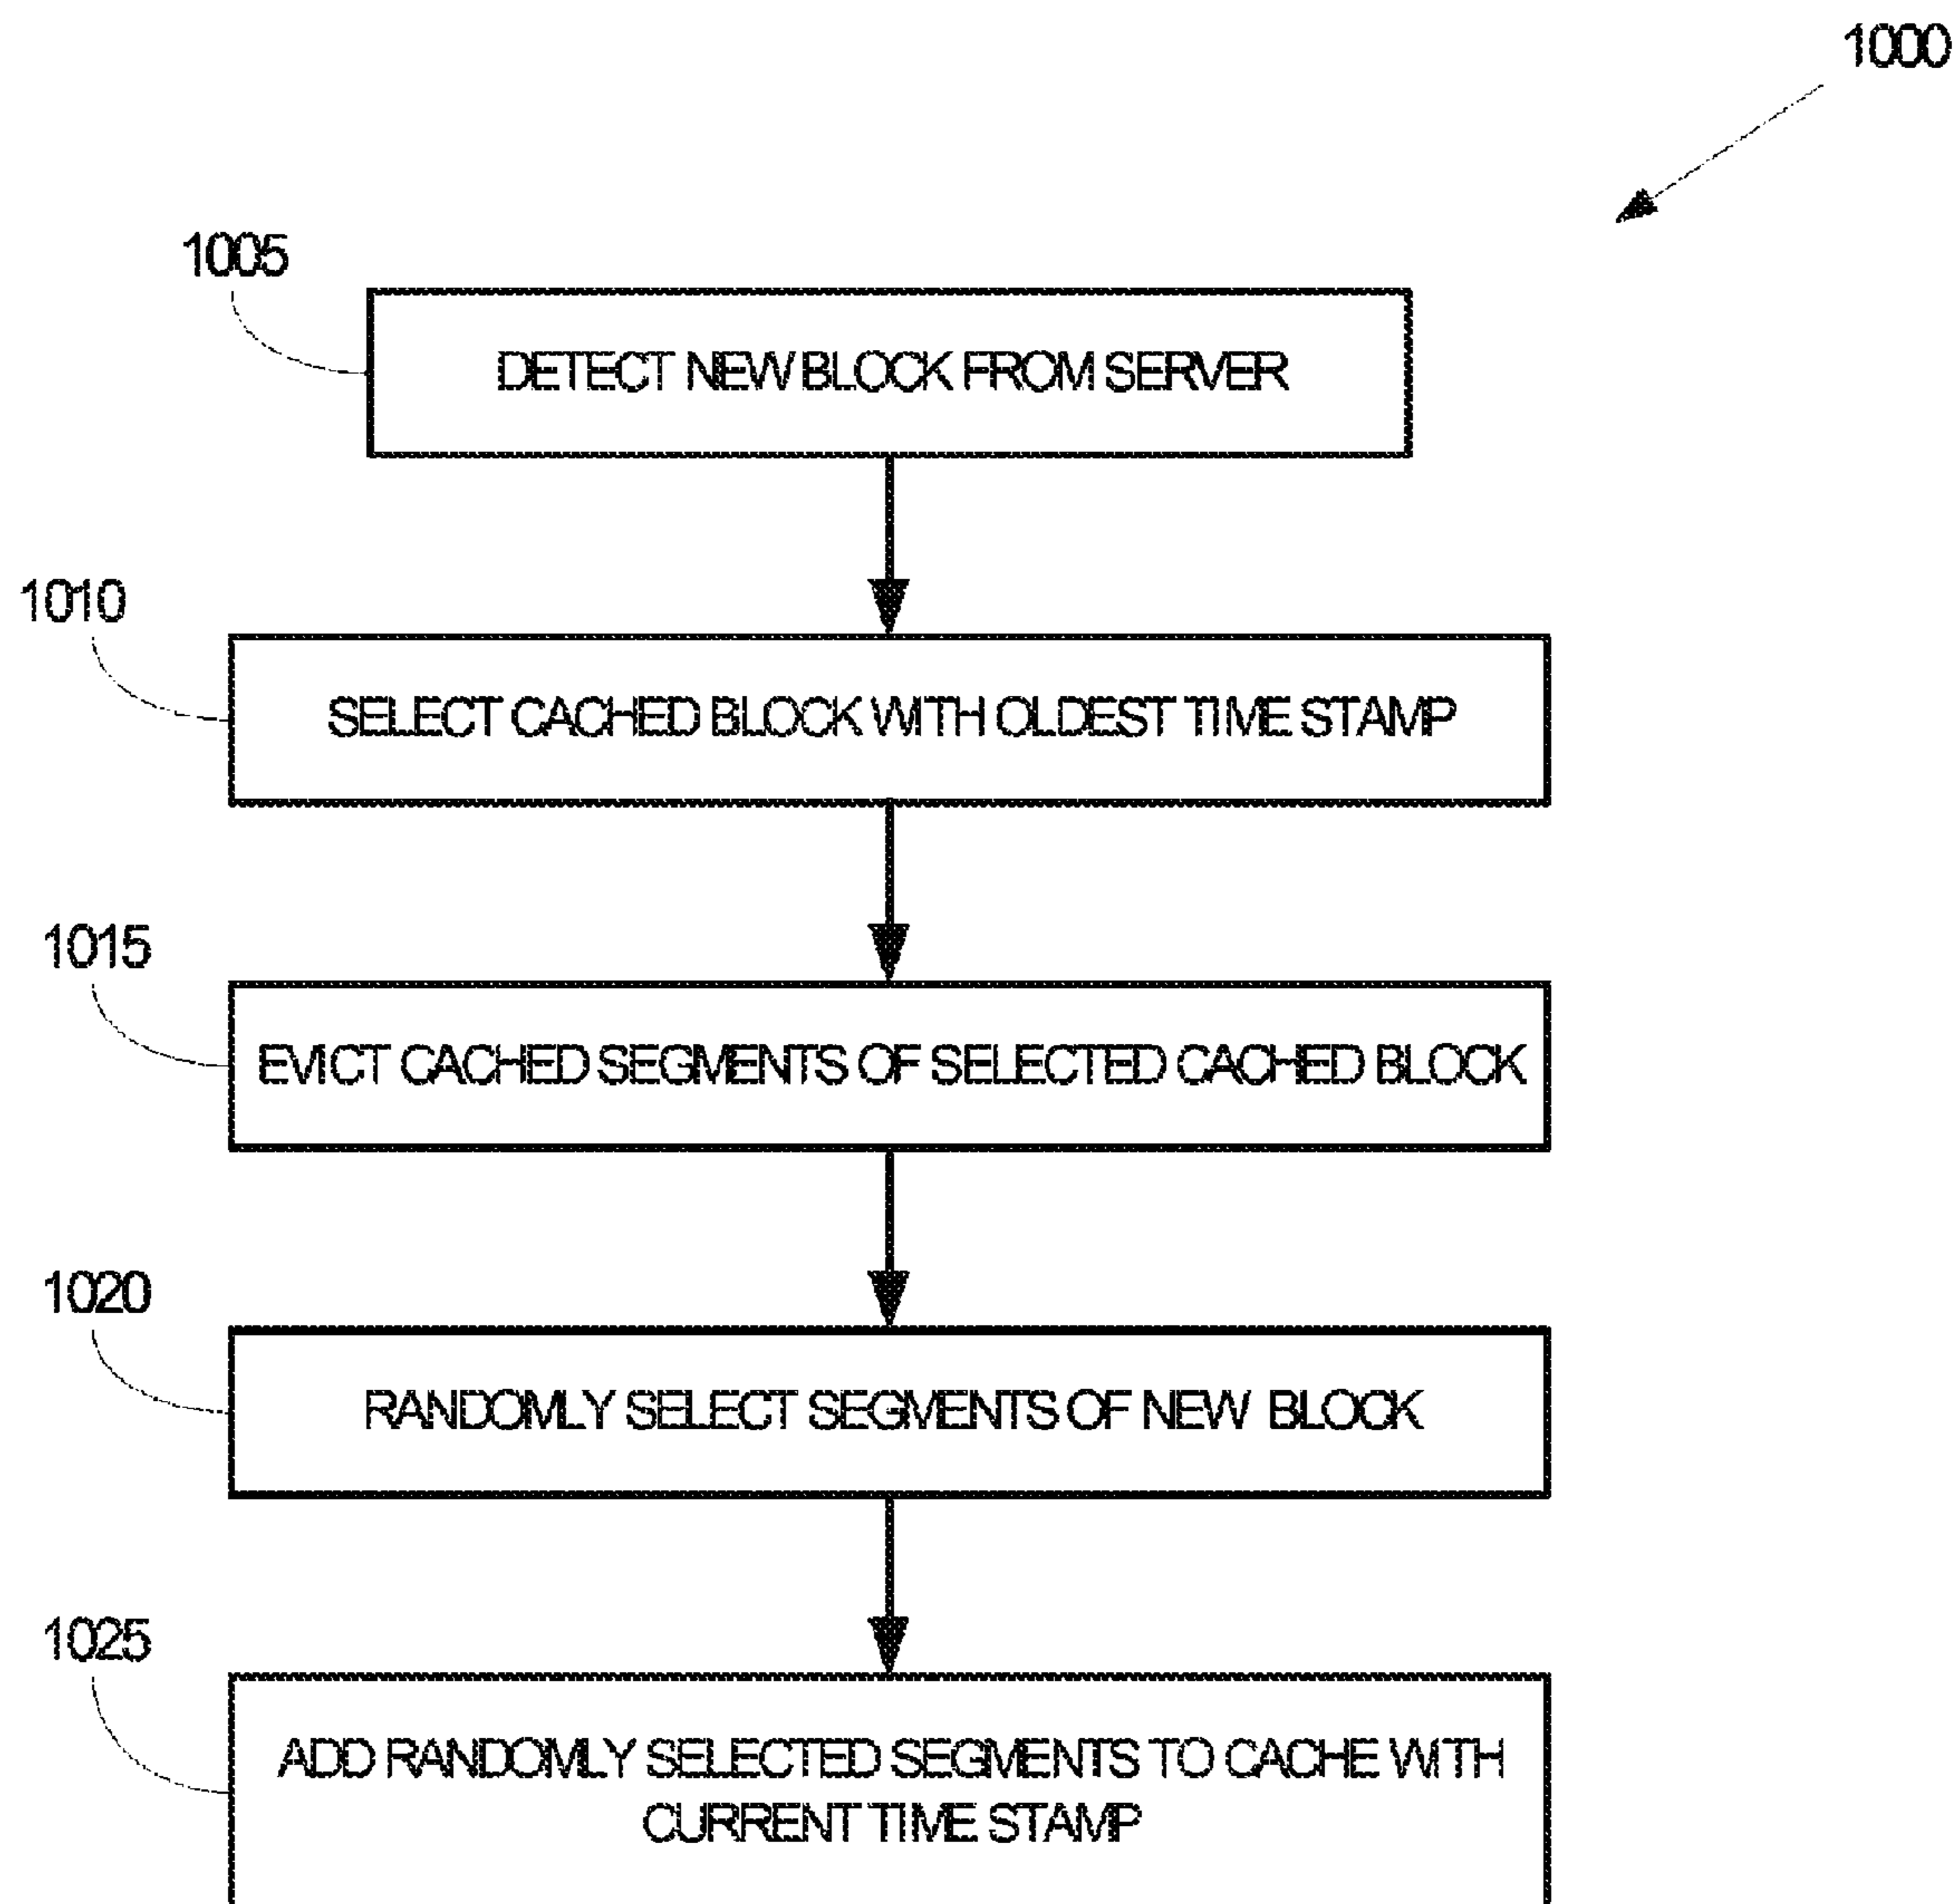 1000
1005
DETECT NEW BLOCK FROM SERVER
1010
SELECT CACHED BLOCK WITH OLDEST TIME STAMP
1015
EVICT CACHED SEGMENTS OF SELECTED CACHED BLOCK
1020
RANDOMLY SELECT SEGMENTS OF NEW BLOCK
1025
ADD RANDOMLY SELECTED SEGMENTS TO CACHE WITH
CURRENT TIME STAMP